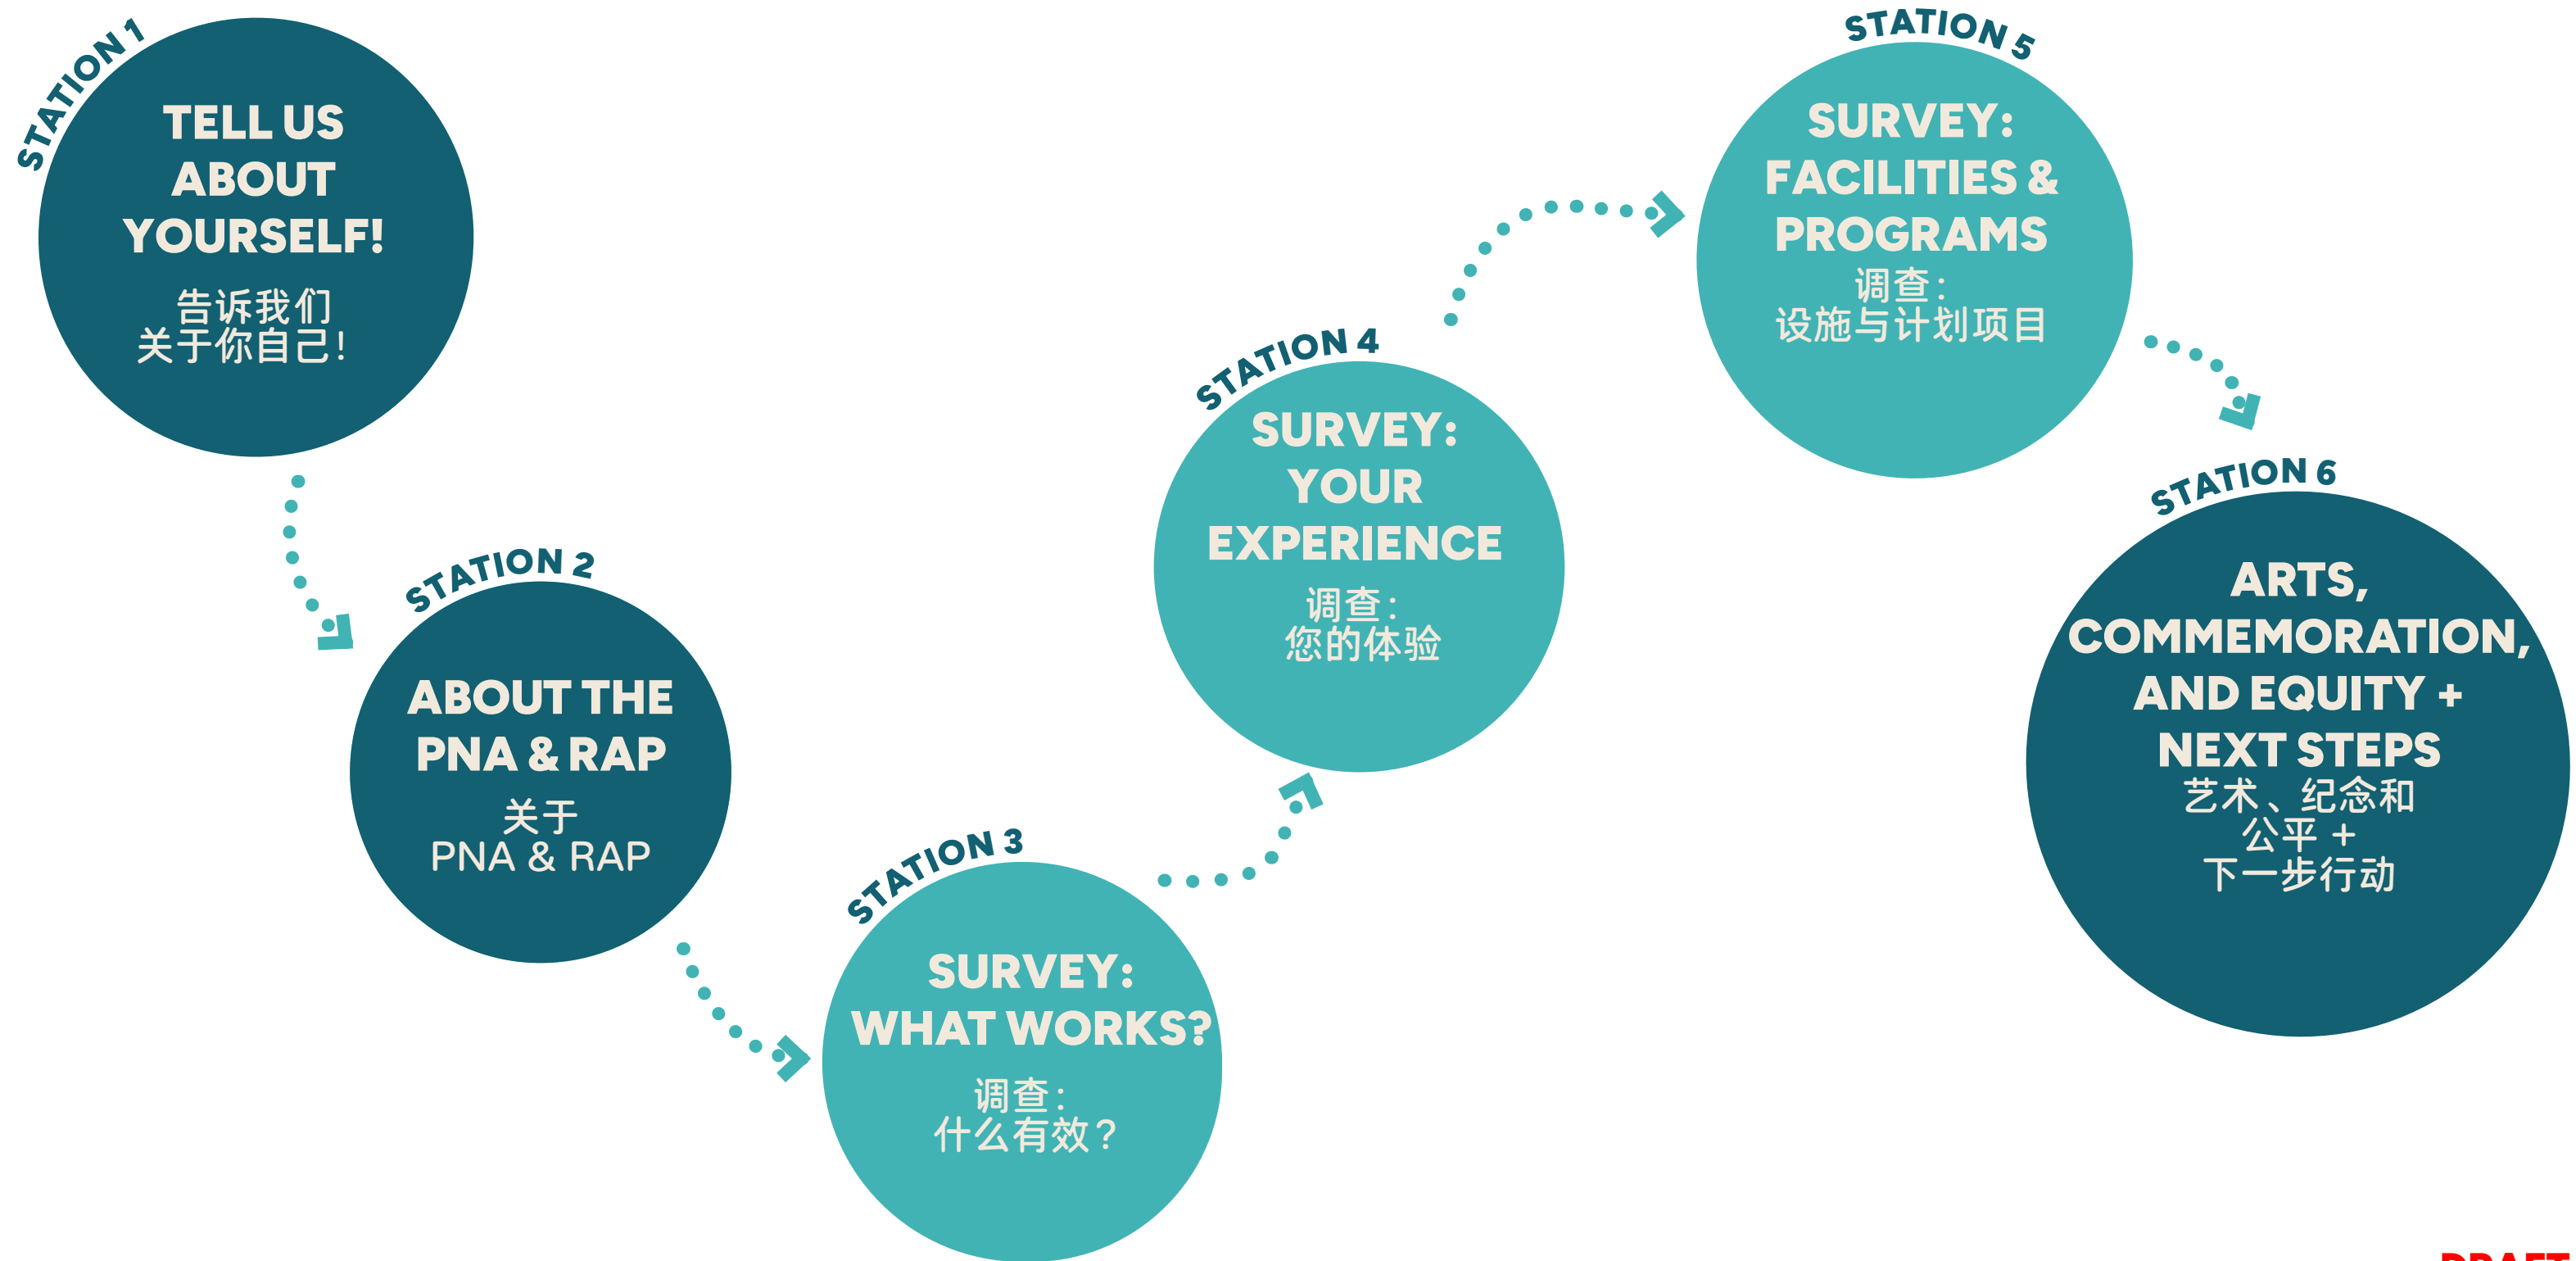 STATION 1
TELL US
ABOUT
YOURSELF!
告诉我们
关于你自己！
STATION 2
ABOUT THE
PNA & RAP
关于
PNA & RAP
STATION 3
SURVEY:
WHAT WORKS?
调查：
什么有效？
STATION 4
SURVEY:
YOUR
EXPERIENCE
调查：
您的体验
STATION 5
SURVEY:
FACILITIES &
PROGRAMS
调查：
设施与计划项目
STATION 6
ARTS,
COMMEMORATION,
AND EQUITY +
NEXT STEPS
艺术、纪念和
公平 +
下一步行动
DRAFT